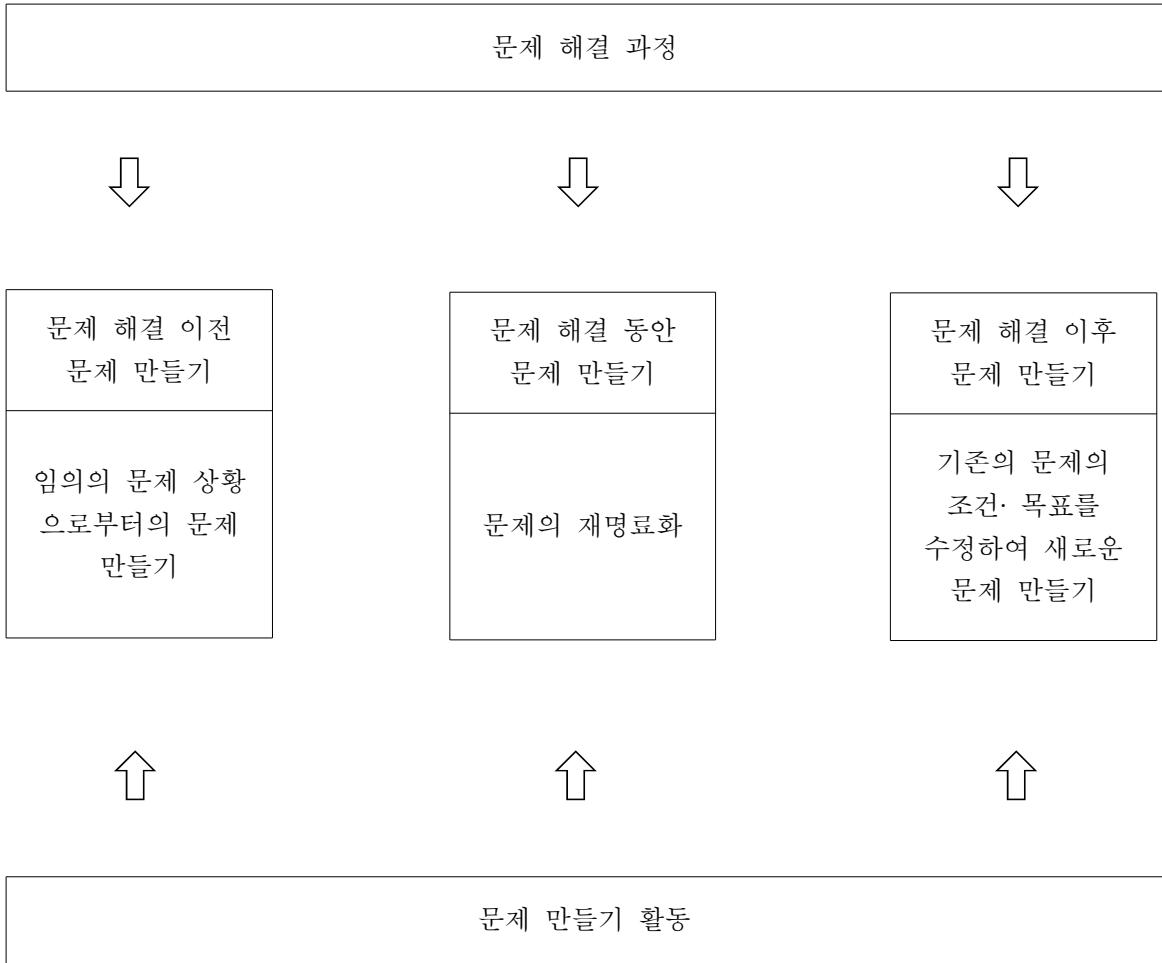 문제 해결 과정
문제 해결 이전
문제 만들기
임의의 문제 상황
으로부터의 문제
만들기
문제 해결 동안
문제 만들기
문제의 재명료화
문제 해결 이후
문제 만들기
기존의 문제의
조건· 목표를
수정하여 새로운
문제 만들기
문제 만들기 활동